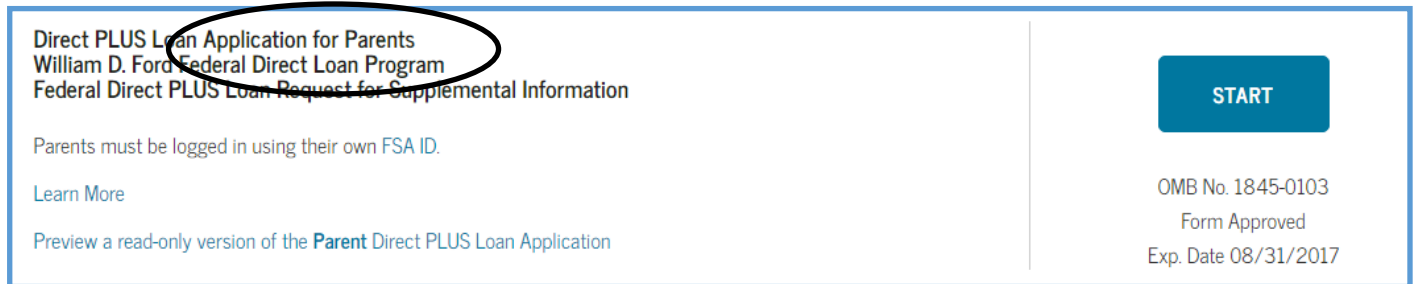 Direct PLUS Loan Application for Parents
William D. Ford Federal Direct Loan Program
Federal Direct PLUS Loan Request for Supplemental Information
Parents must be logged in using their own FSA ID.
Learn More
Preview a read-only version of the Parent Direct PLUS Loan Application
START
OMB No. 1845-0103
Form Approved
Exp. Date 08/31/2017